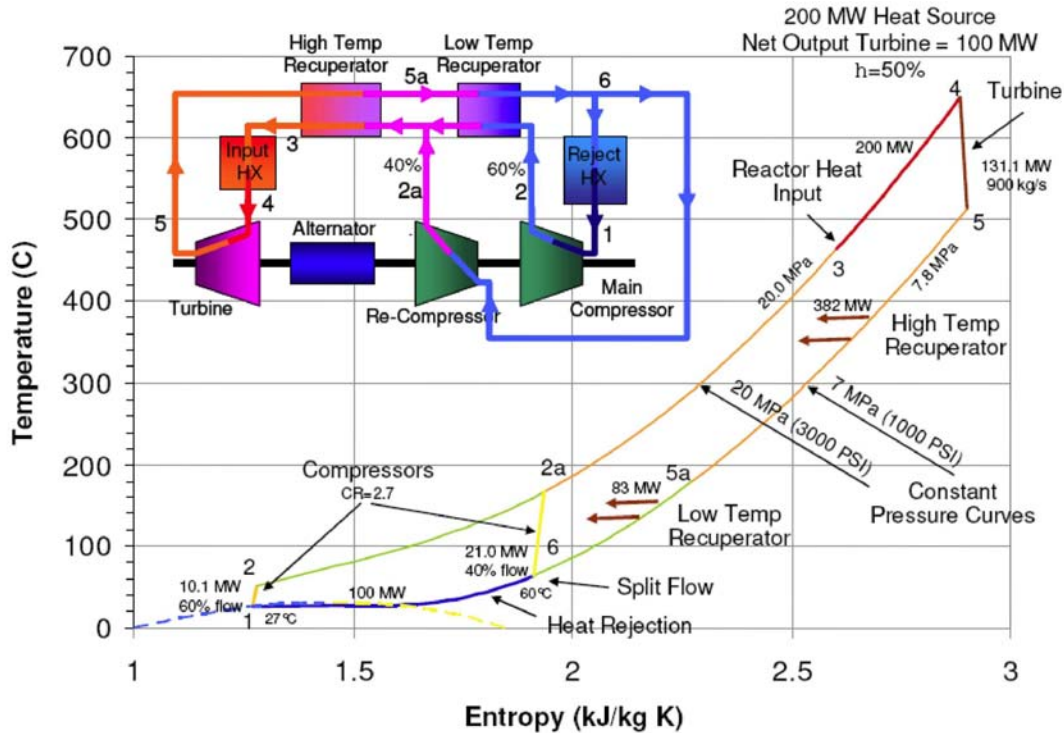 200 MW Heat Source
Net Output Turbine = 100 MW
h=50%
High Temp
Recuperator
Low Temp
Recuperator
5a
6
3
Input
HX
40%
2a
60%
2
Reject
HX
4
5
1
Alternator
Turbine
Re-Compressor
Main
Compressor
4
Turbine
200 MW
131.1 MW
900 kg/s
Reactor Heat
Input
5
3
20.0 MPa
7.8 MPa
382 MW
High Temp
Recuperator
20 MPa (3000 PSI)
7 MPa (1000 PSI)
Constant
Pressure Curves
Compressors
CR=2.7
2a
5a
83 MW
Low Temp
Recuperator
2
6
21.0 MW
40% flow
10.1 MW
60% flow
100 MW
60°C
Split Flow
1
27°C
Heat Rejection
Temperature (C)
700
600
500
400
300
200
100
0
1
1.5
2
2.5
3
Entropy (kJ/kg K)